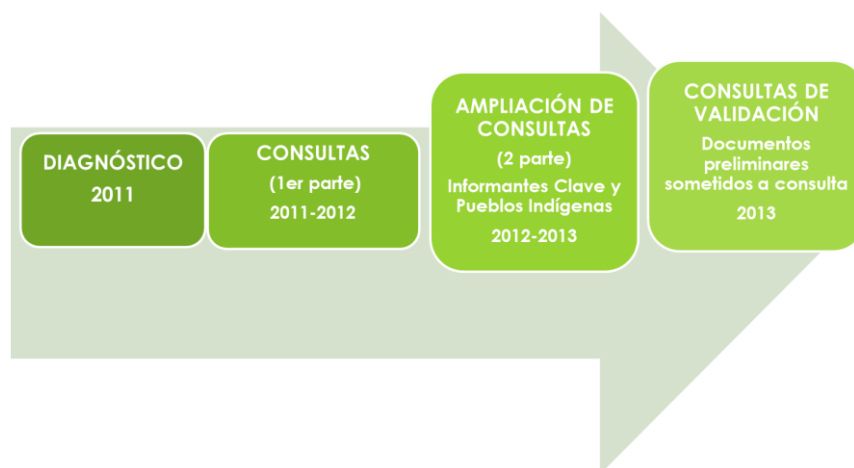 DIAGNÓSTICO
2011
CONSULTAS
(1er parte)
2011-2012
AMPLIACIÓN DE
CONSULTAS
(2 parte)
Informantes Clave y
Pueblos Indígenas
2012-2013
CONSULTAS DE
VALIDACIÓN
Documentos
preliminares
sometidos a consulta
2013